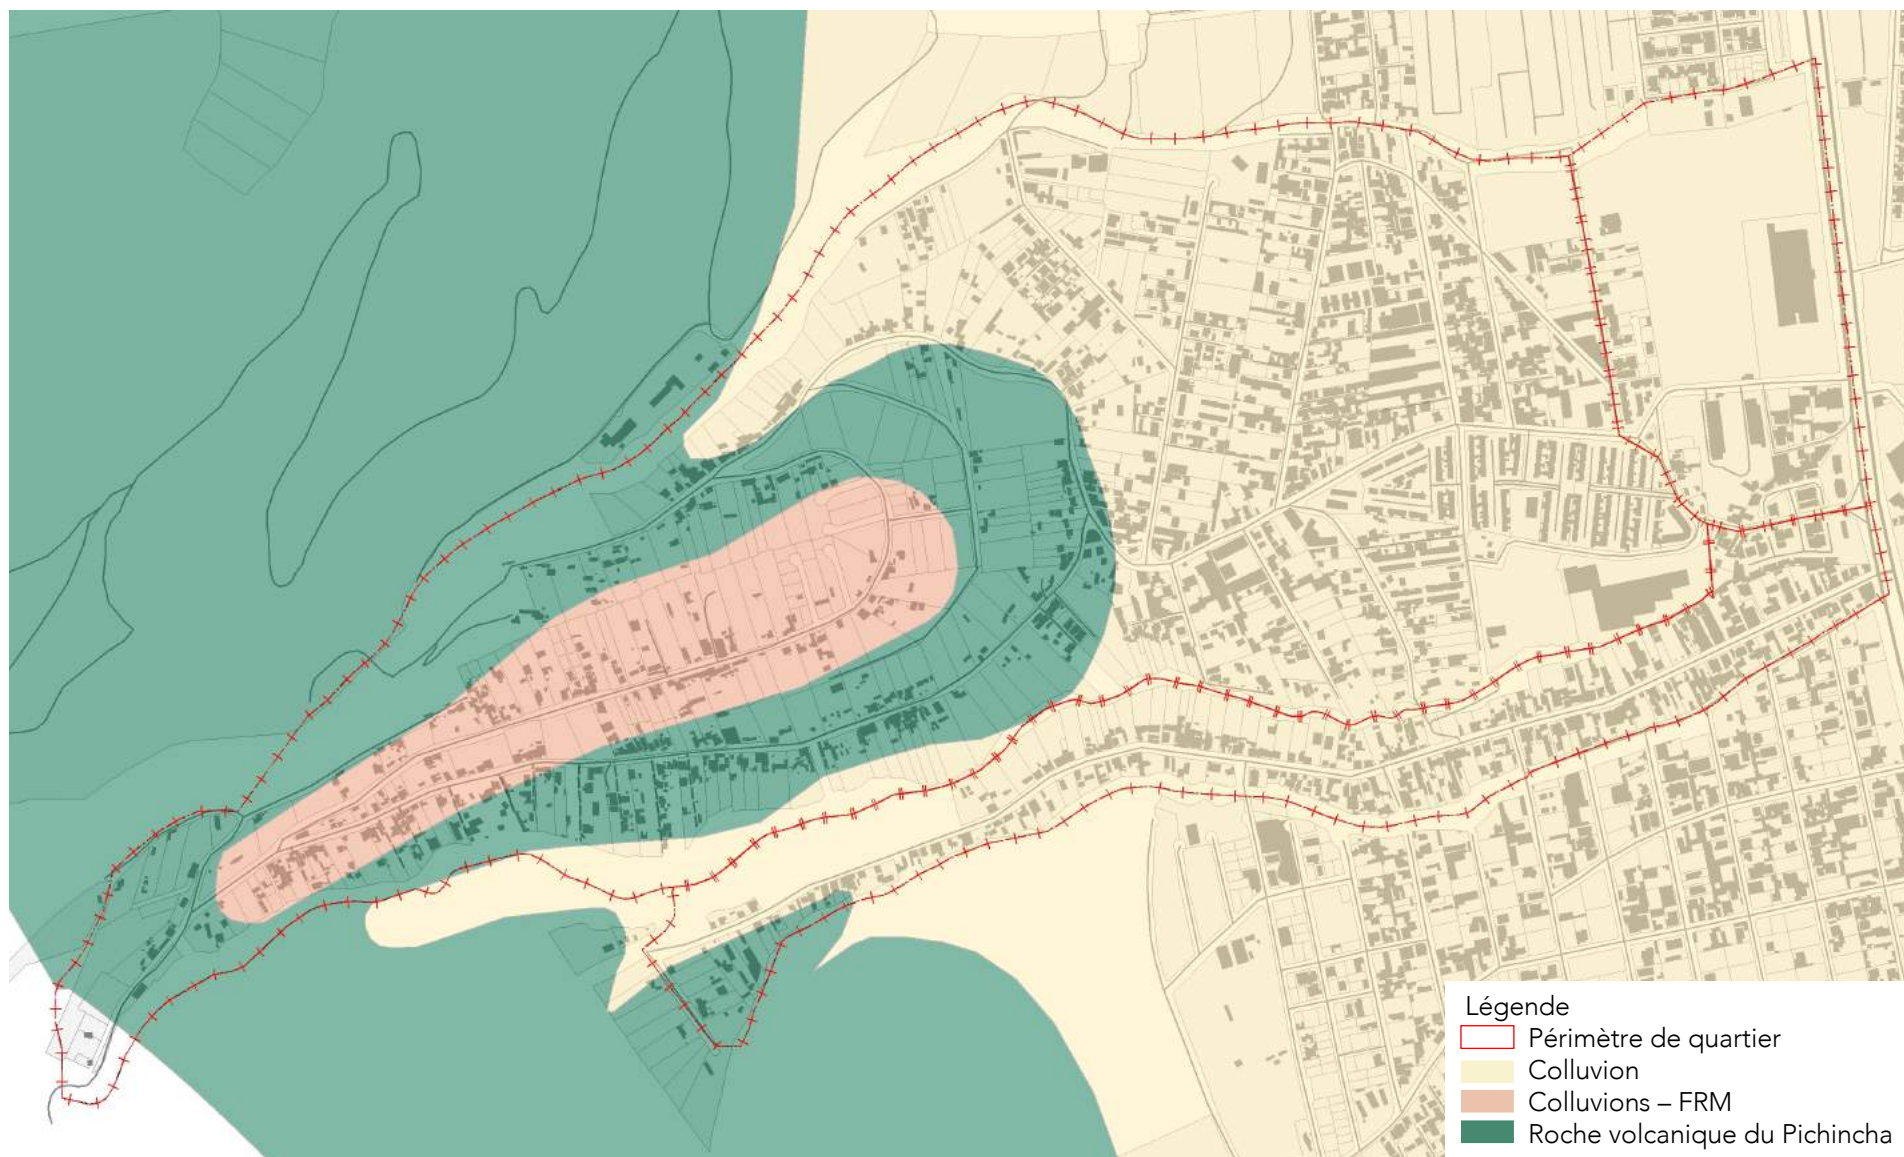 Légende
Périmètre de quartier
Colluvion
Colluvions – FRM
Roche volcanique du Pichincha